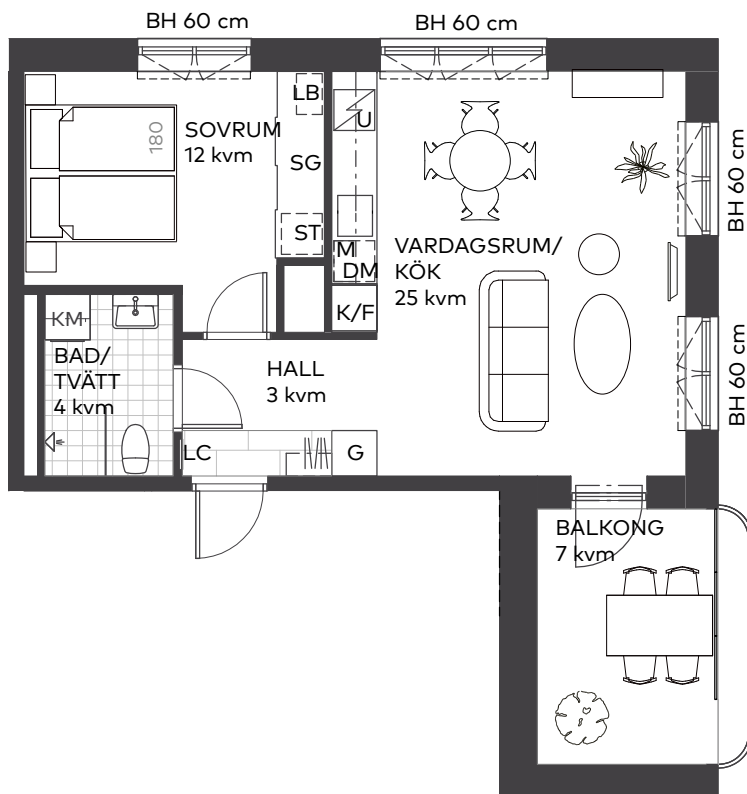 BH 60 cm
BH 60 cm
LB
U
SOVRUM
12 kvm
180
SG
ST
BH 60 cm
M
DM
VARDAGSRUM/
KÖK
25 kvm
K/F
KM
BAD/
TVÄTT
4 kvm
HALL
3 kvm
BH 60 cm
LC
G
BALKONG
7 kvm